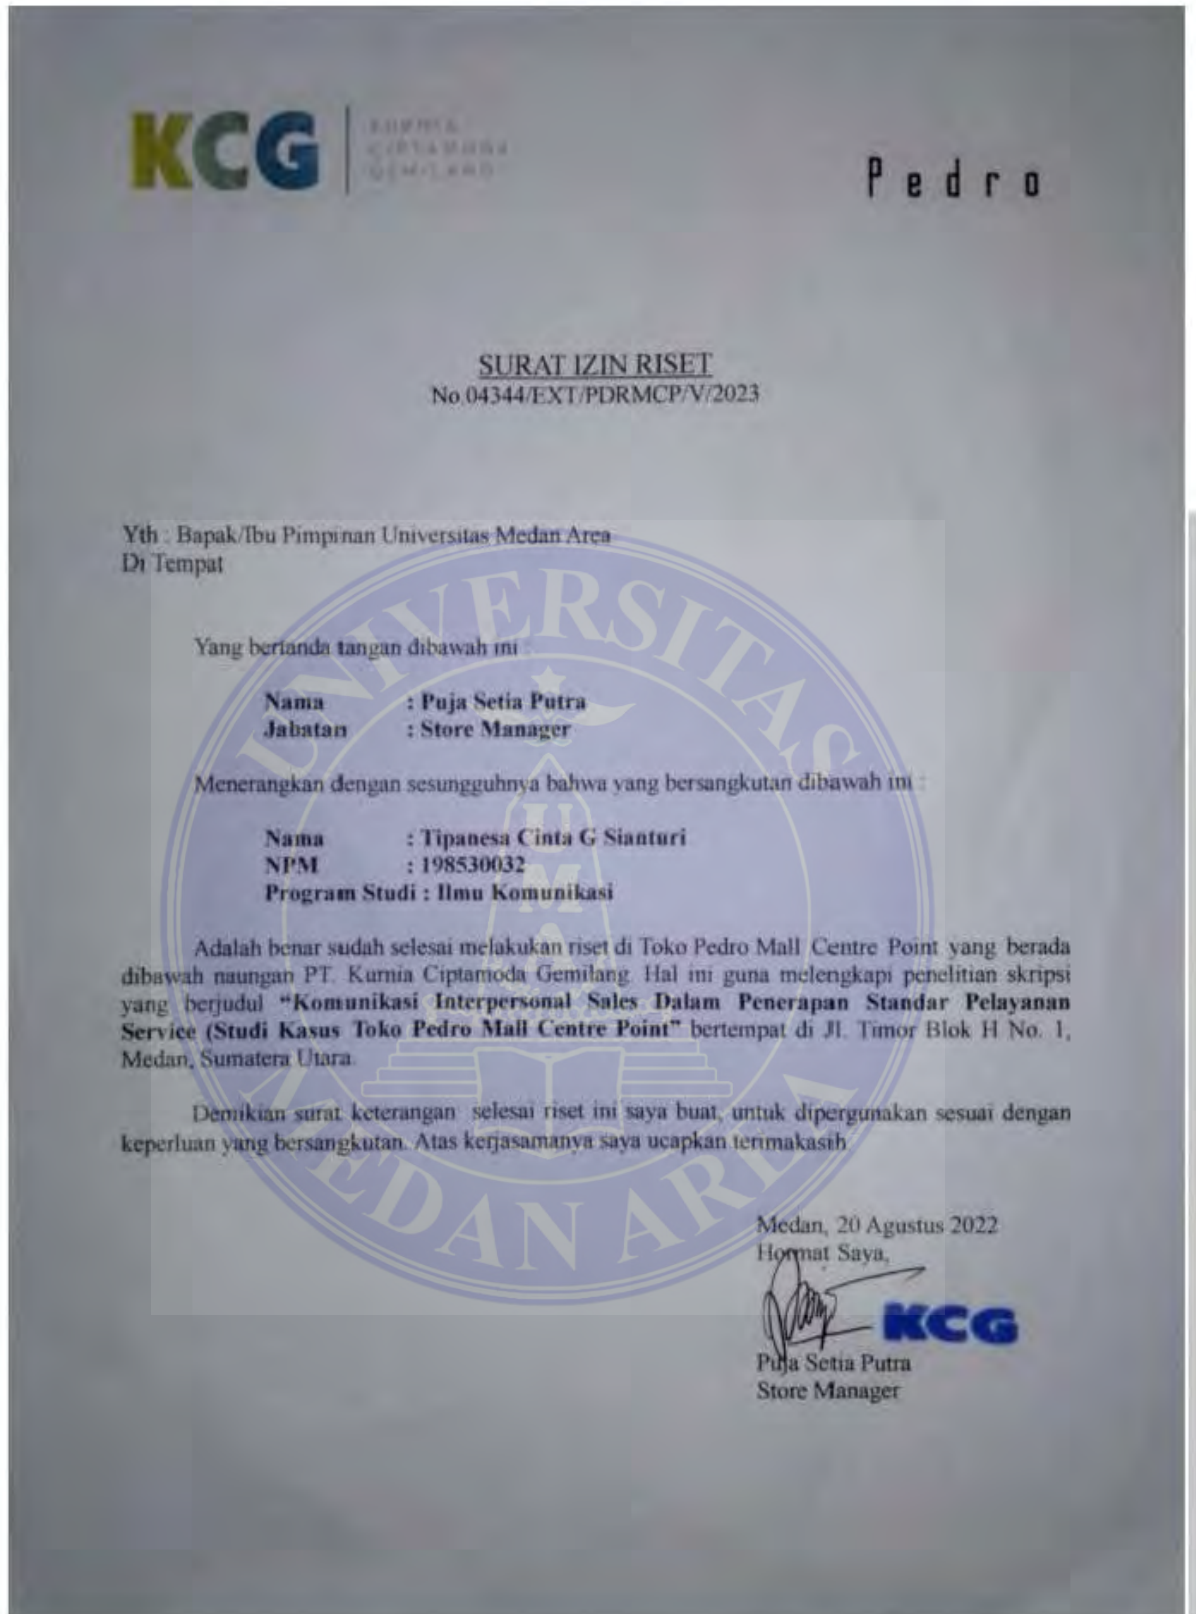 KCG
KURNIA
CIPTAMODA
GEMILANG
Pedro
SURAT IZIN RISET
No.04344/EXT/PDRMCP/V/2023
Yth : Bapak/Ibu Pimpinan Universitas Medan Area
Di Tempat
Yang bertanda tangan dibawah ini :
Nama : Puja Setia Putra
Jabatan : Store Manager
Menerangkan dengan sesungguhnya bahwa yang bersangkutan dibawah ini :
Nama : Tipanesa Cinta G Sianturi
NPM : 198530032
Program Studi : Ilmu Komunikasi
Adalah benar sudah selesai melakukan riset di Toko Pedro Mall Centre Point yang berada
dibawah naungan PT. Kurnia Ciptamoda Gemilang. Hal ini guna melengkapi penelitian skripsi
yang berjudul “Komunikasi Interpersonal Sales Dalam Penerapan Standar Pelayanan
Service (Studi Kasus Toko Pedro Mall Centre Point” bertempat di Jl. Timor Blok H No. 1,
Medan, Sumatera Utara.
Demikian surat keterangan selesai riset ini saya buat, untuk dipergunakan sesuai dengan
keperluan yang bersangkutan. Atas kerjasamanya saya ucapkan terimakasih
Medan, 20 Agustus 2022
Hormat Saya,
KCG
Puja Setia Putra
Store Manager
UNIVERSITAS
MEDAN AREA
UMA